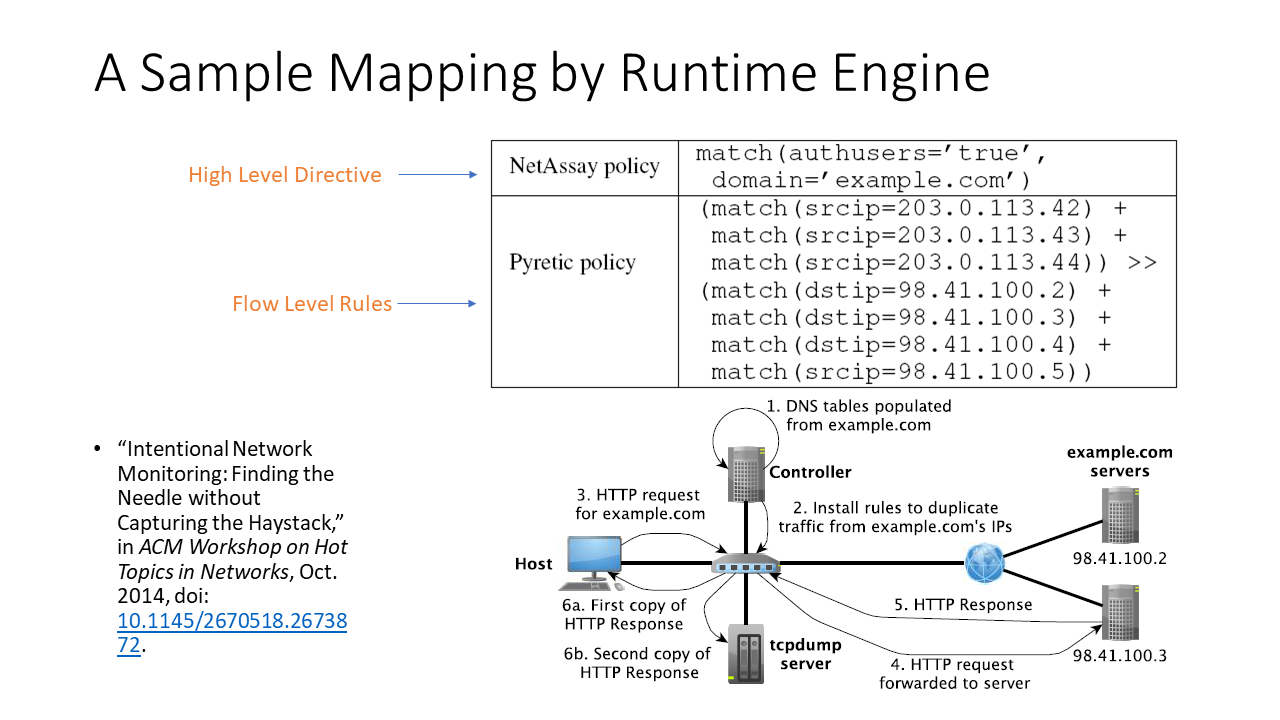 A Sample Mapping by Runtime Engine
High Level Directive
NetAssay policy
match(authusers=’true’,
domain=’example.com’)
Flow Level Rules
Pyretic policy
(match(srcip=203.0.113.42) +
match(srcip=203.0.113.43) +
match(srcip=203.0.113.44)) >>
(match(dstip=98.41.100.2) +
match(dstip=98.41.100.3) +
match(dstip=98.41.100.4) +
match(srcip=98.41.100.5))
• “Intentional Network
Monitoring: Finding the
Needle without
Capturing the Haystack,”
in ACM Workshop on Hot
Topics in Networks, Oct.
2014, doi:
10.1145/2670518.26738
72.
1. DNS tables populated
from example.com
Controller
example.com
servers
3. HTTP request
for example.com
2. Install rules to duplicate
traffic from example.com's IPs
Host
98.41.100.2
6a. First copy of
HTTP Response
5. HTTP Response
6b. Second copy of
HTTP Response
tcpdump
server
4. HTTP request
forwarded to server
98.41.100.3